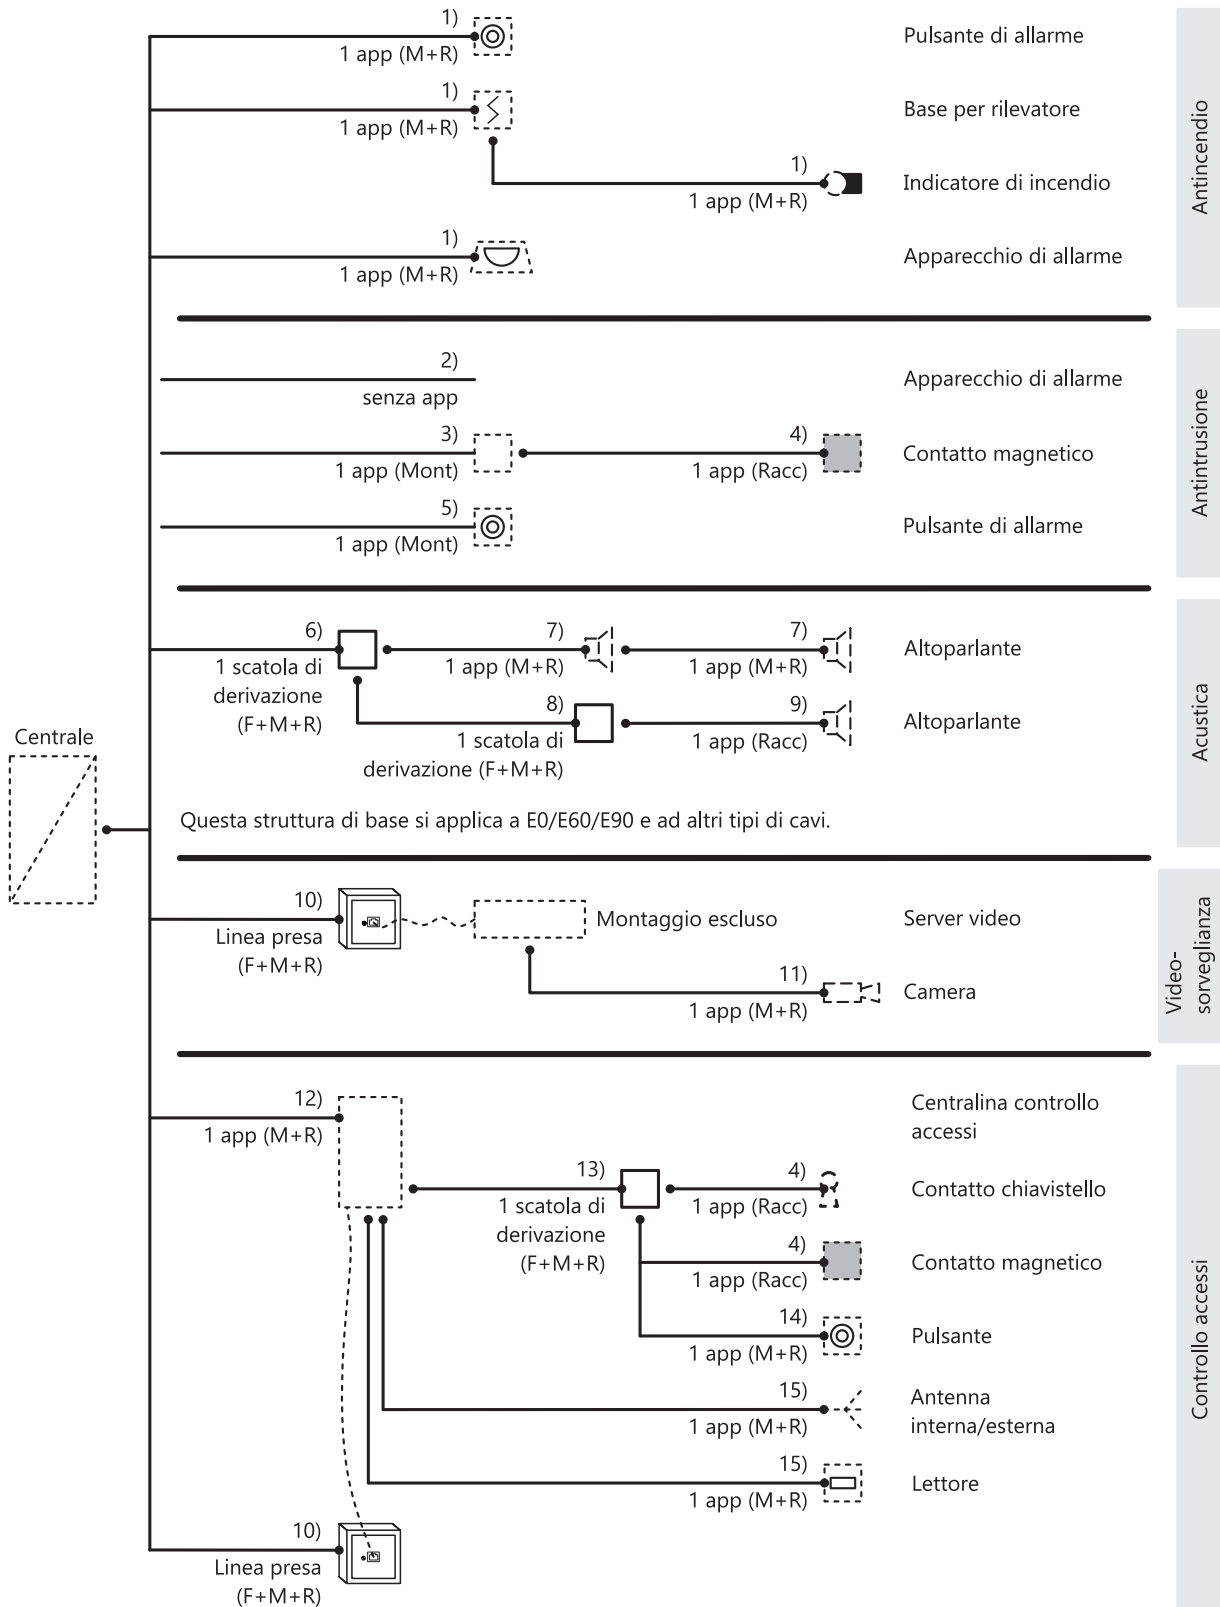 1)
1 app (M+R)
Pulsante di allarme
1)
1 app (M+R)
Base per rilevatore
1)
1 app (M+R)
Indicatore di incendio
1)
1 app (M+R)
Apparecchio di allarme
Antincendio
2)
senza app
Apparecchio di allarme
3)
1 app (Mont)
4)
1 app (Racc)
Contatto magnetico
5)
1 app (Mont)
Pulsante di allarme
Antintrusione
6)
1 scatola di
derivazione
(F+M+R)
7)
1 app (M+R)
7)
1 app (M+R)
Altoparlante
8)
1 scatola di
derivazione (F+M+R)
9)
1 app (Racc)
Altoparlante
Acustica
Centrale
Questa struttura di base si applica a E0/E60/E90 e ad altri tipi di cavi.
10)
Linea presa
(F+M+R)
Montaggio escluso
Server video
11)
1 app (M+R)
Camera
Video-
sorveglianza
12)
1 app (M+R)
Centralina controllo
accessi
13)
1 scatola di
derivazione
(F+M+R)
4)
1 app (Racc)
Contatto chiavistello
4)
1 app (Racc)
Contatto magnetico
14)
1 app (M+R)
Pulsante
15)
1 app (M+R)
Antenna
interna/esterna
15)
1 app (M+R)
Lettore
10)
Linea presa
(F+M+R)
Controllo accessi